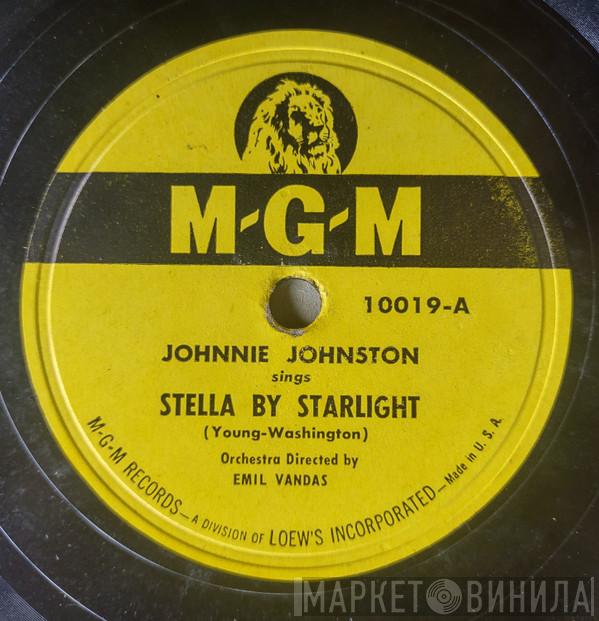 M-G-M
10019-A
JOHNNIE JOHNSTON
sings
STELLA BY STARLIGHT
(Young-Washington)
Orchestra Directed by
EMIL VANDAS
M-G-M RECORDS—A DIVISION OF LOEW'S INCORPORATED—Made in U. S. A.
МАРКЕТ ВИНИЛА